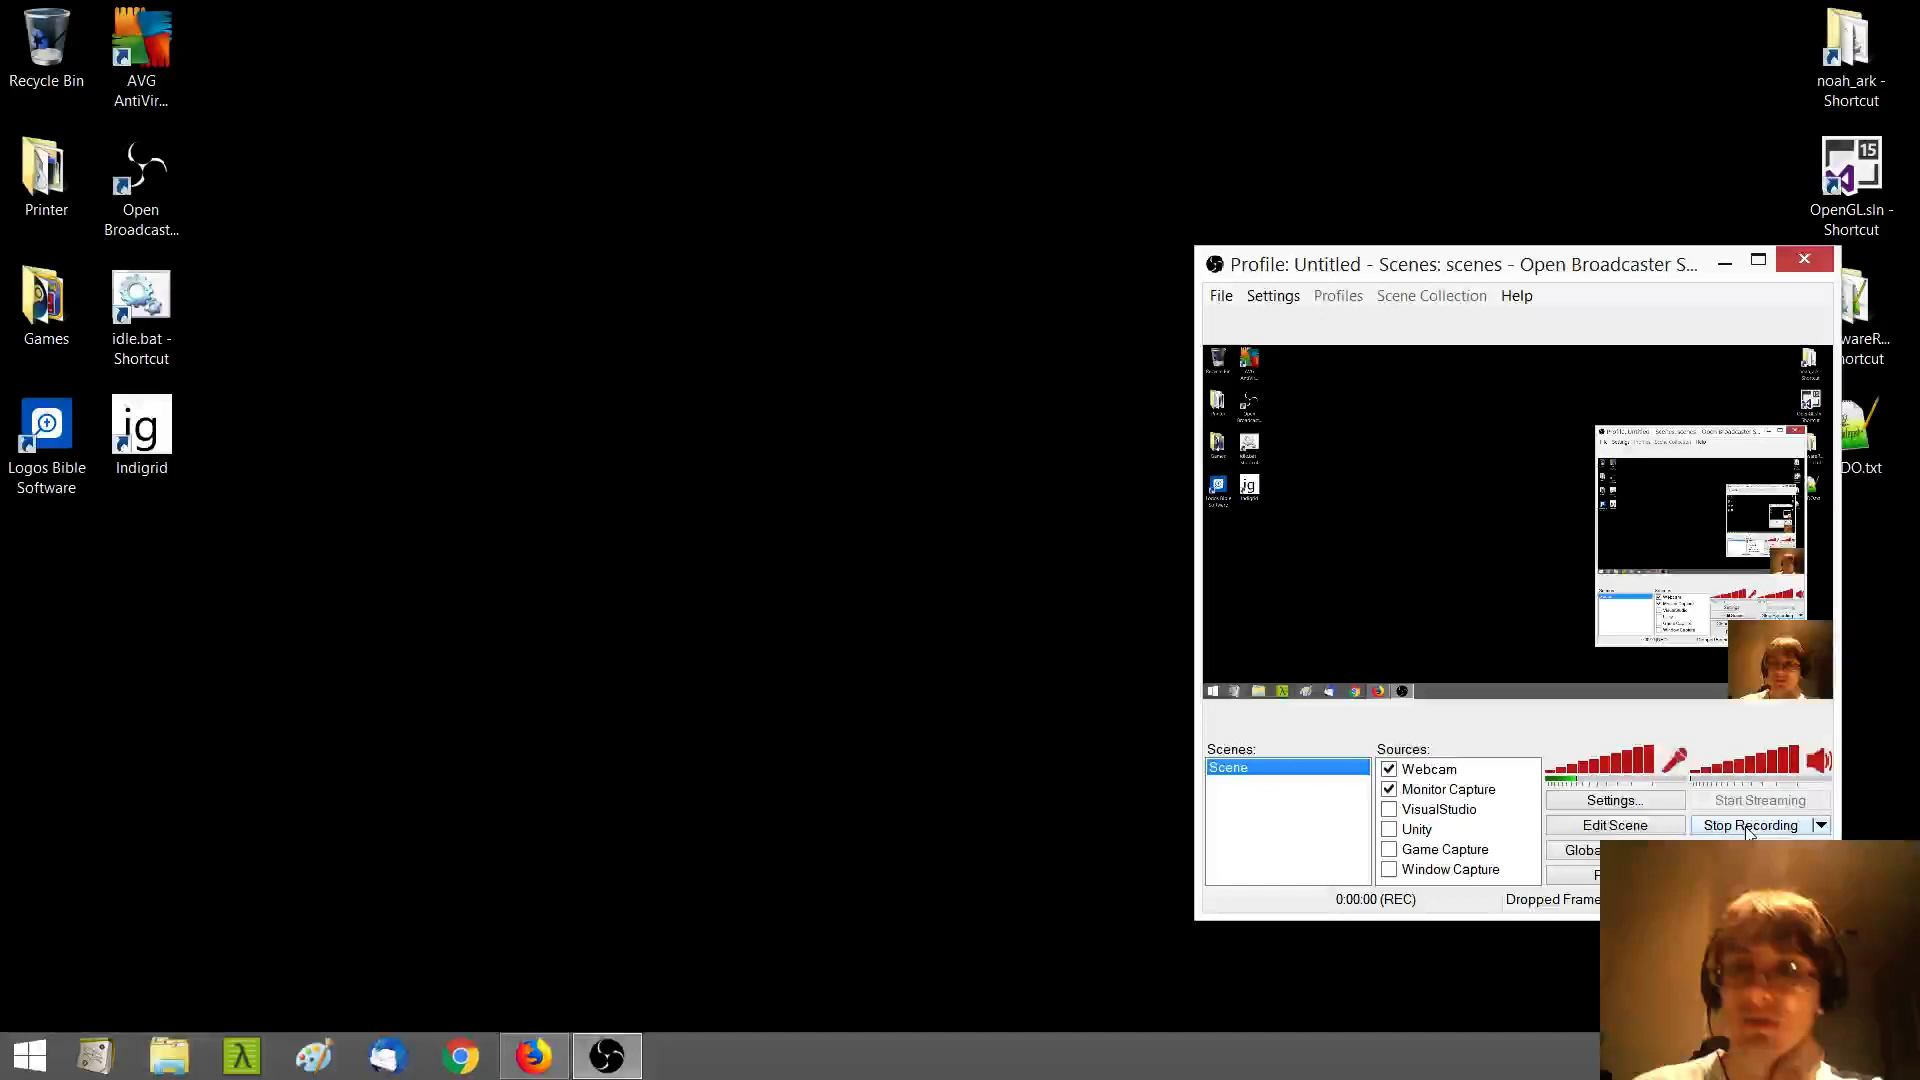 Recycle Bin
AVG
AntiVir...
Printer
Open
Broadcast...
Games
idle.bat -
Shortcut
Logos Bible
Software
ig
Indigrid
noah_ark -
Shortcut
15
OpenGL.sln -
Shortcut
wareR...
hortcut
DO.txt
Profile: Untitled - Scenes: scenes - Open Broadcaster S...
File Settings Profiles Scene Collection Help
Scenes:
Scene
Sources:
Webcam
Monitor Capture
VisualStudio
Unity
Game Capture
Window Capture
Settings...
Start Streaming
Edit Scene
Stop Recording
Globa
0:00:00 (REC)
Dropped Frame